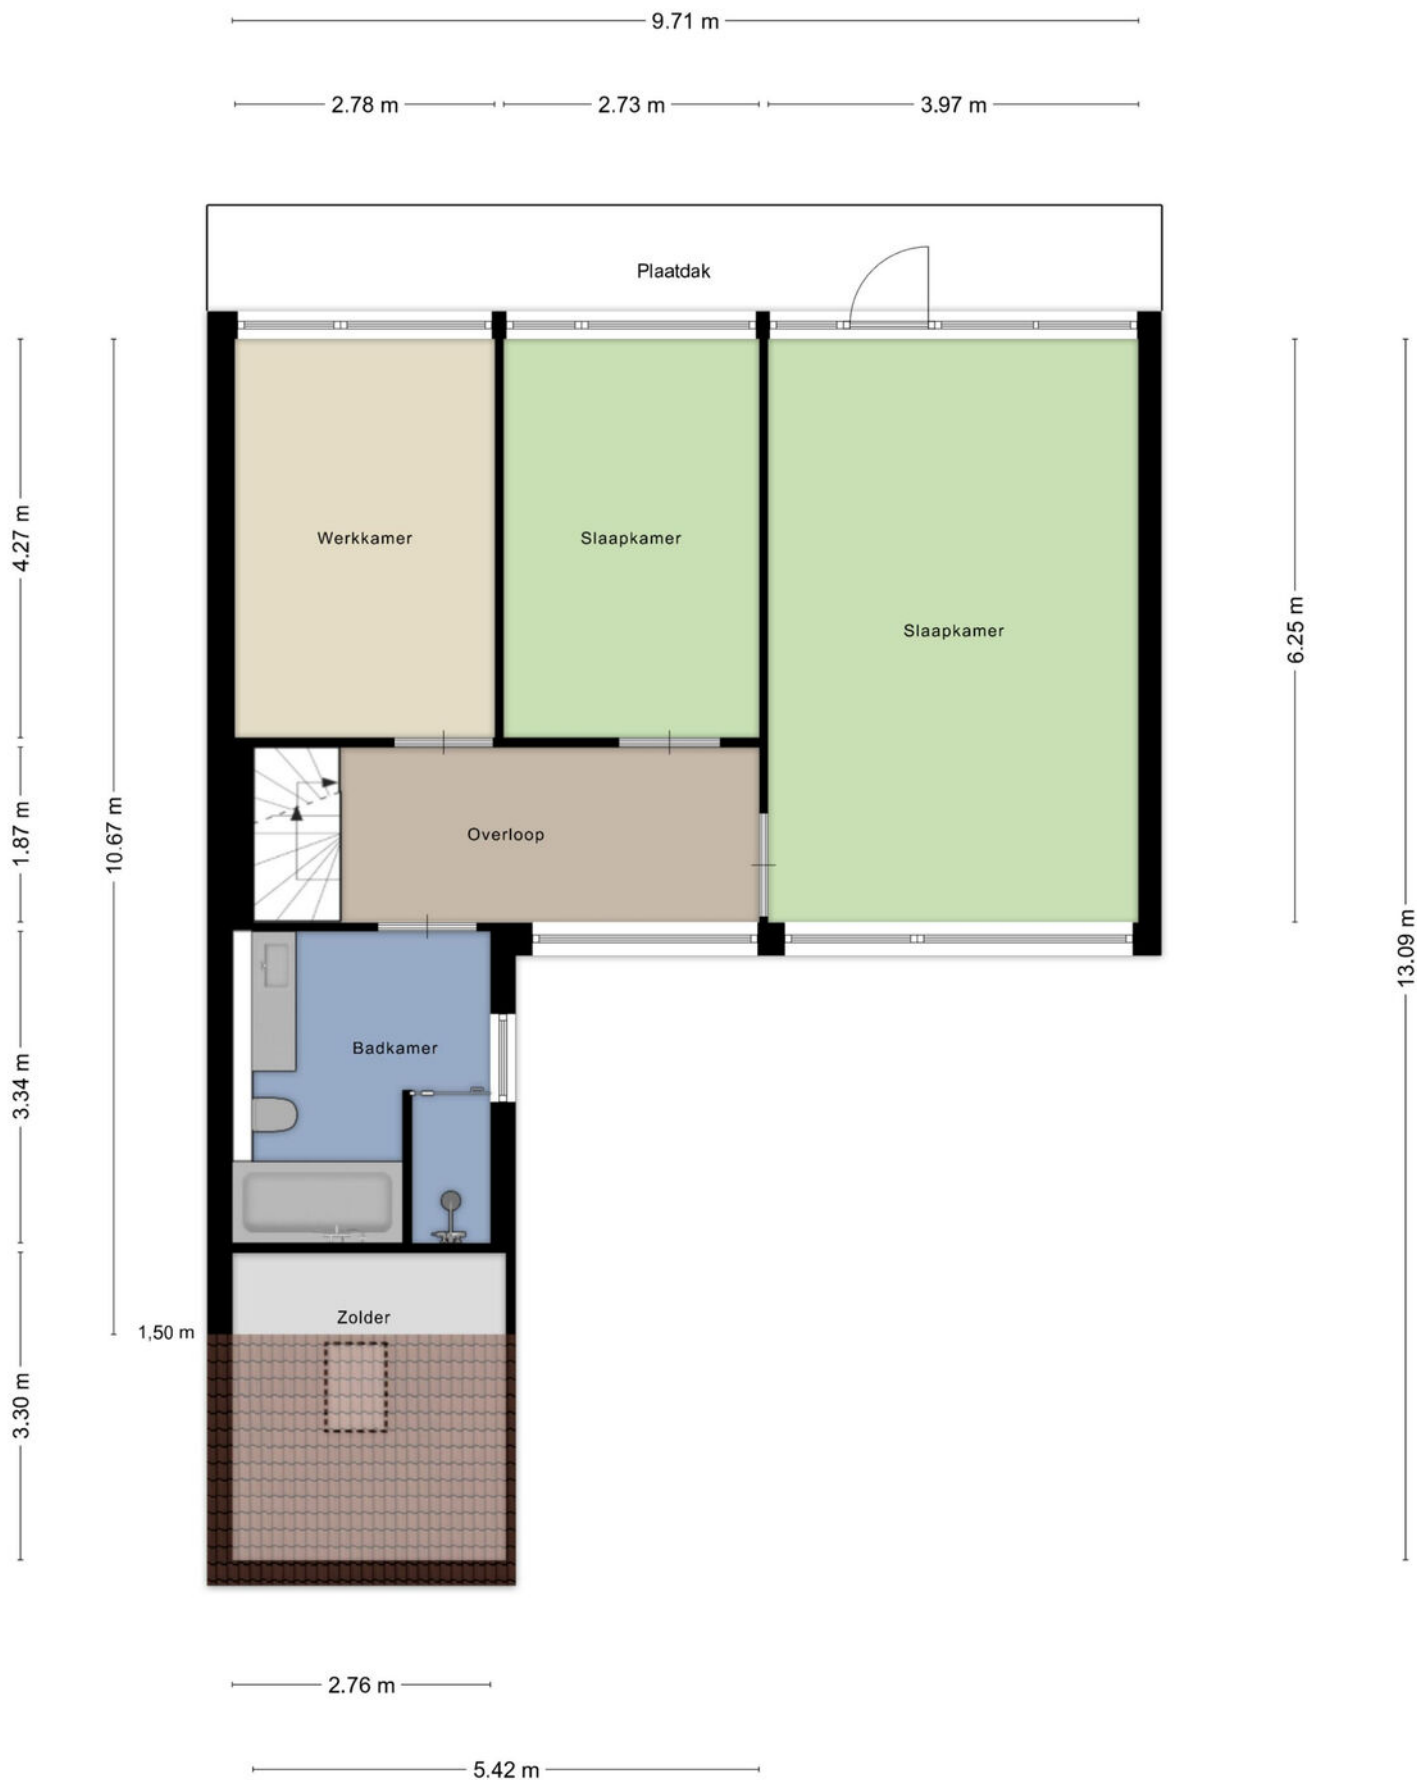 9.71 m
2.78 m
2.73 m
3.97 m
Plaatdak
4.27 m
Werkkamer
Slaapkamer
Slaapkamer
6.25 m
1.87 m
10.67 m
Overloop
13.09 m
3.34 m
Badkamer
Zolder
1,50 m
3.30 m
2.76 m
5.42 m